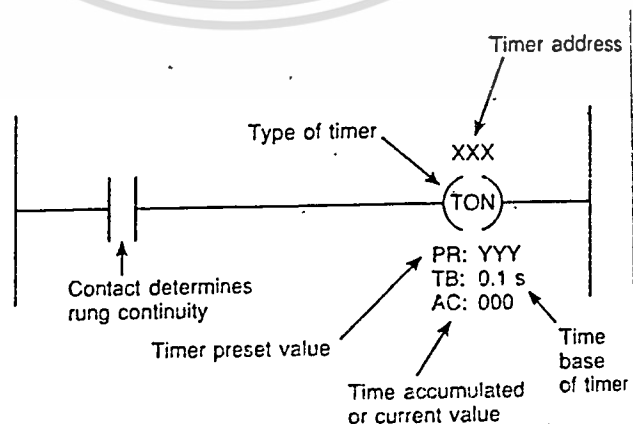 Timer address
Type of timer
XXX
TON
PR: YYY
TB: 0.1 s
AC: 000
Contact determines
rung continuity
Timer preset value
Time
base
of timer
Time accumulated
or current value